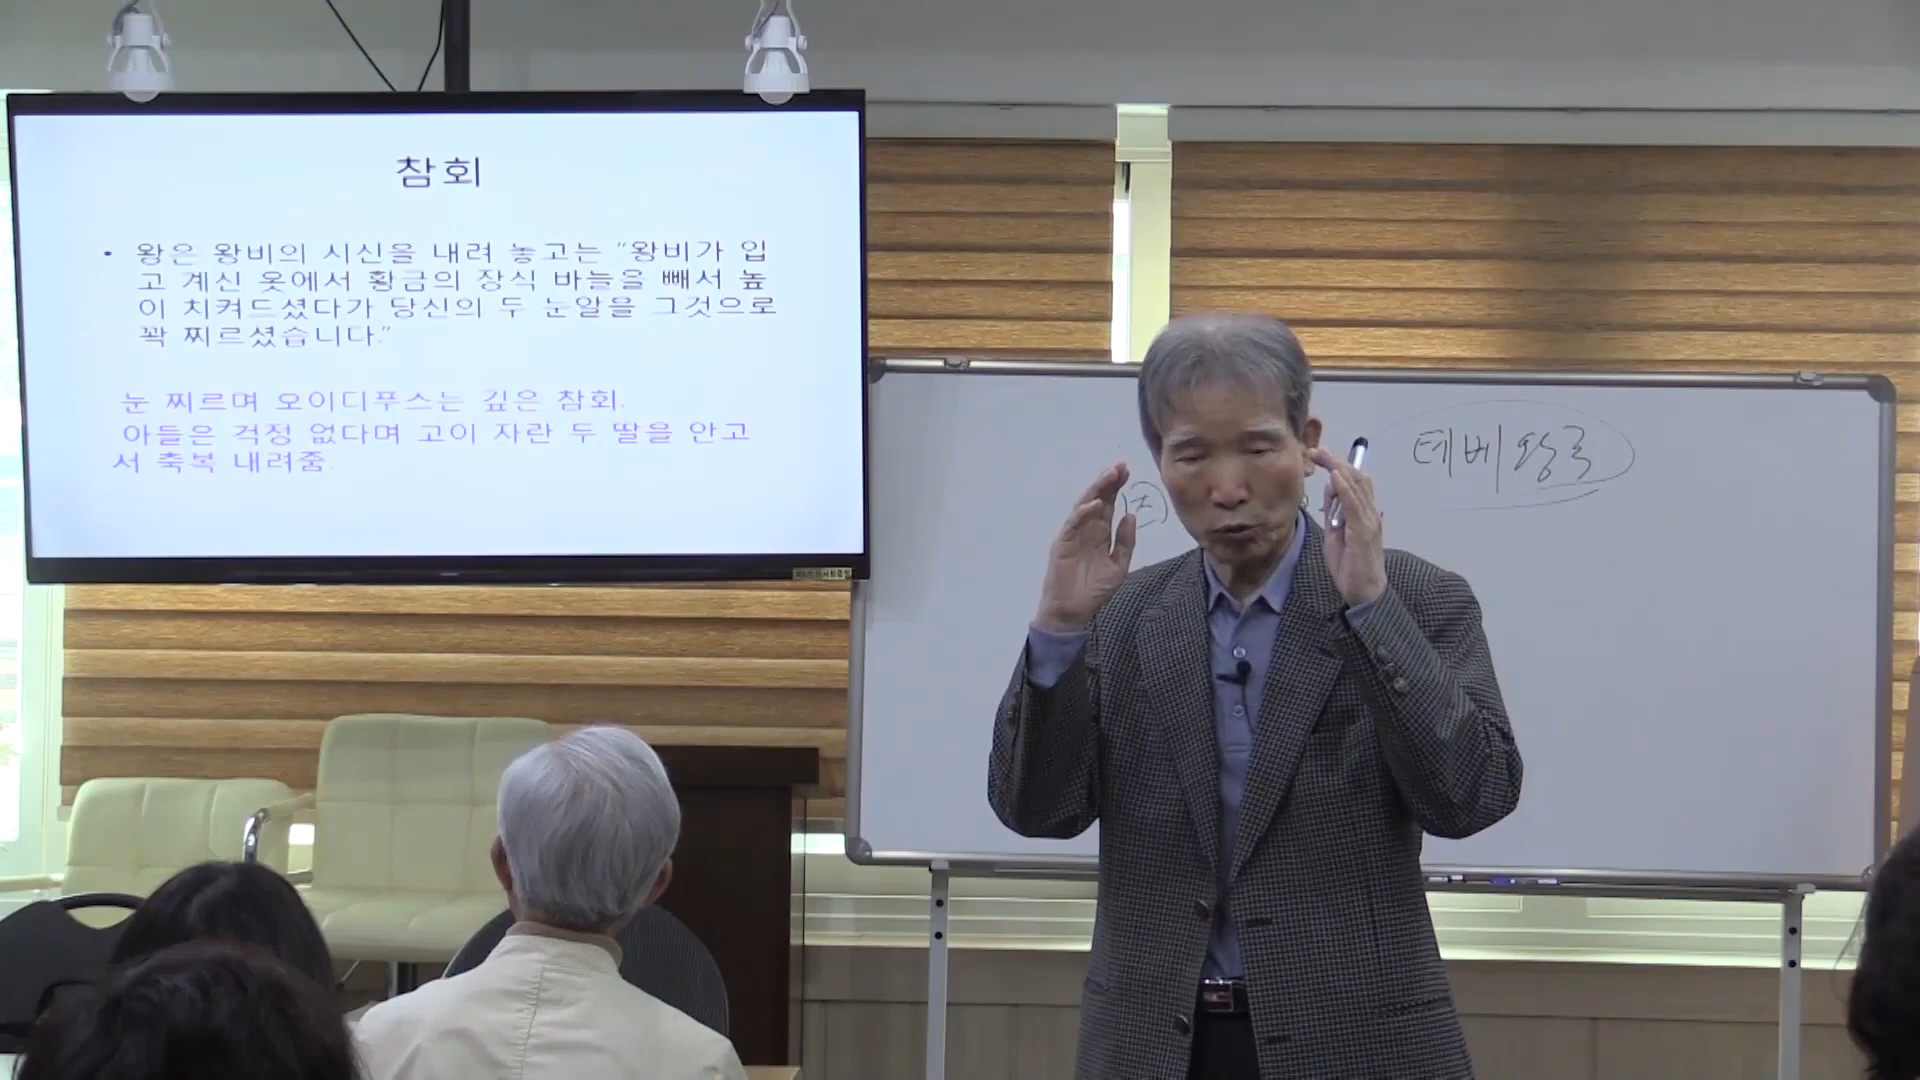 참회
• 왕은 왕비의 시신을 내려 놓고는 "왕비가 입
고 계신 옷에서 황금의 장식 바늘을 빼서 높
이 치켜드셨다가 당신의 두 눈알을 그것으로
꽉 찌르셨습니다."
눈 찌르며 오이디푸스는 깊은 참회.
아들은 걱정 없다며 고이 자란 두 딸을 안고
서 축복 내려줌.
테베왕국